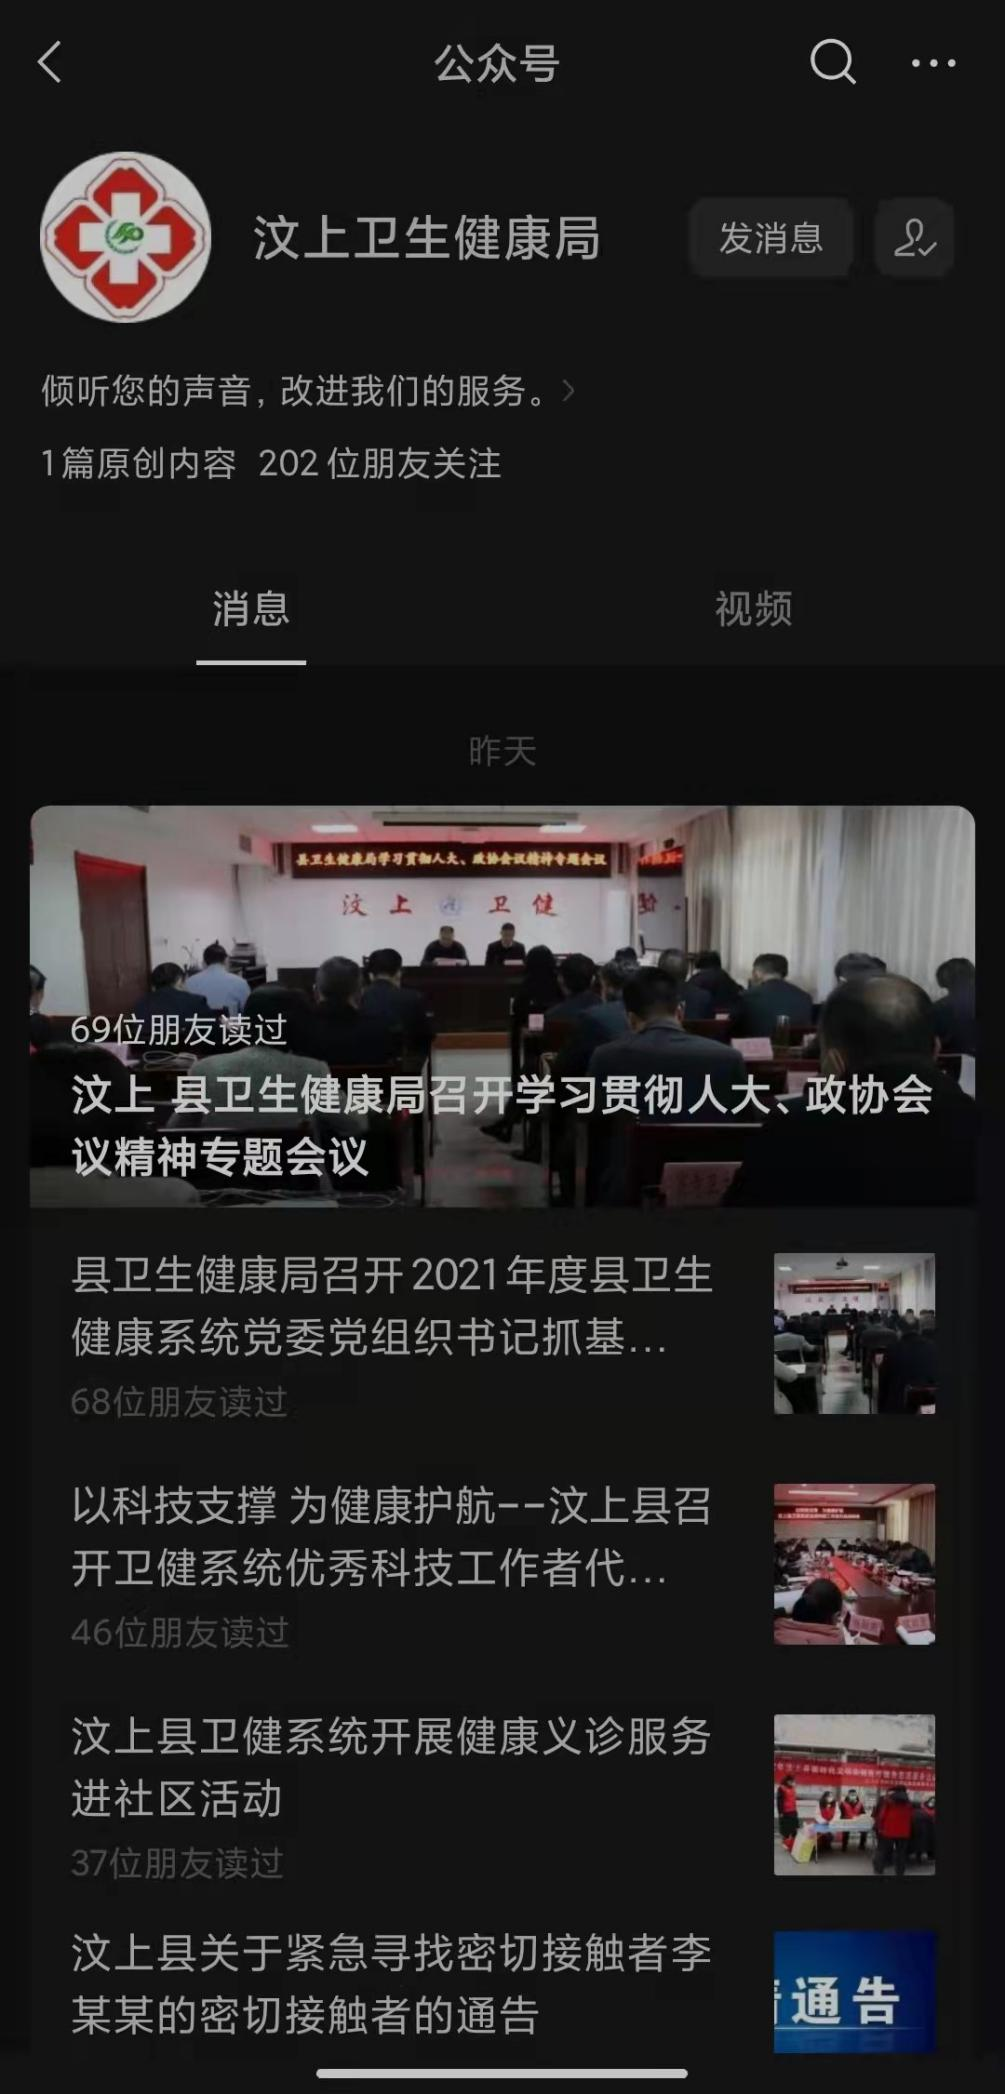 公众号
汶上卫生健康局
发消息
倾听您的声音，改进我们的服务。
1篇原创内容 202位朋友关注
消息 视频
昨天
县卫生健康局学习贯彻人大、政协会议精神专题会议
汶上 卫健
69位朋友读过
汶上 县卫生健康局召开学习贯彻人大、政协会
议精神专题会议
县卫生健康局召开2021年度县卫生
健康系统党委党组织书记抓基...
68位朋友读过
以科技支撑 为健康护航--汶上县召
开卫健系统优秀科技工作者代...
46位朋友读过
汶上县卫健系统开展健康义诊服务
进社区活动
37位朋友读过
汶上县关于紧急寻找密切接触者李
某某的密切接触者的通告
通告